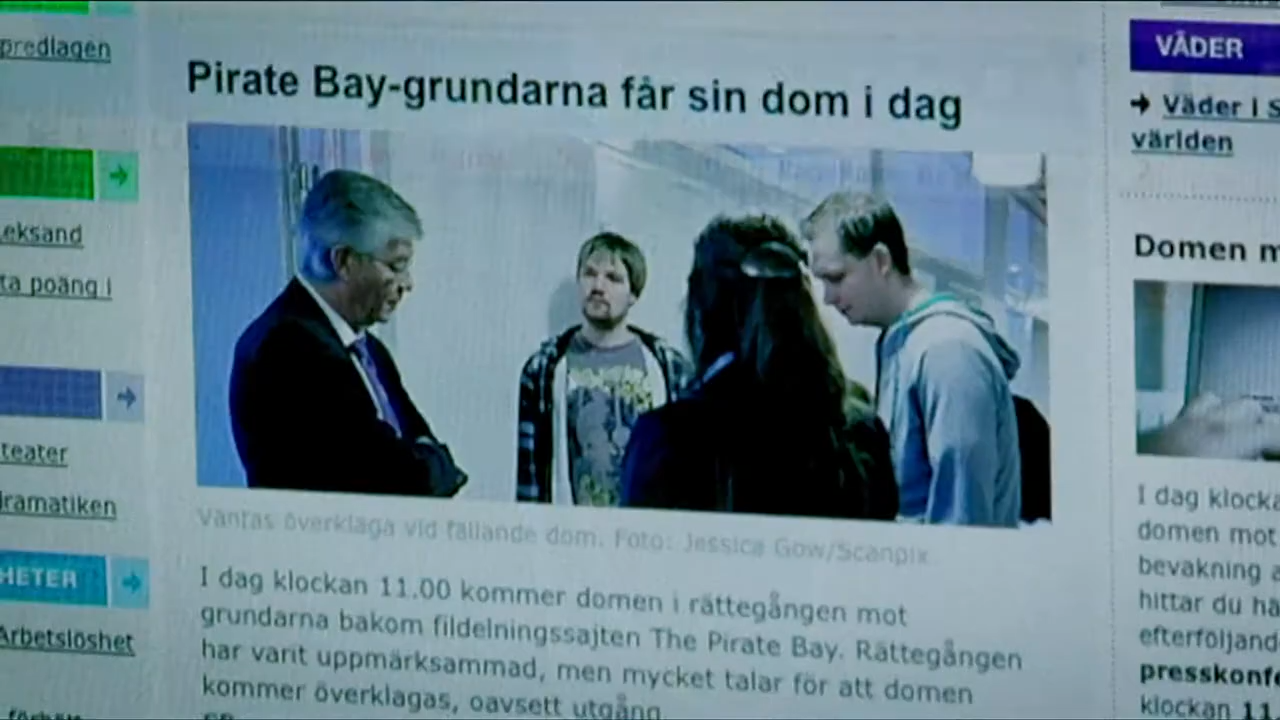 predlagen
eksand
ta poäng i
teater
dramatiken
HETER
Arbetslöshet
Pirate Bay-grundarna får sin dom i dag
Väntas överklaga vid fällande dom. Foto: Jessica Gow/Scanpix
I dag klockan 11.00 kommer domen i rättegången mot
grundarna bakom fildelningssajten The Pirate Bay. Rättegången
har varit uppmärksammad, men mycket talar för att domen
kommer överklagas, oavsett utgång.
VÄDER
Väder i S
världen
Domen m
I dag klocka
domen mot
bevakning a
hittar du hä
efterföljand
presskonfe
klockan 11.